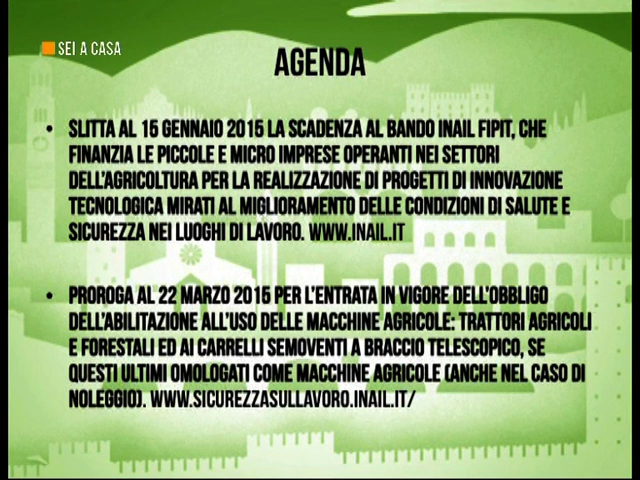 SEI A CASA
AGENDA
• SLITTA AL 15 GENNAIO 2015 LA SCADENZA AL BANDO INAIL FIPIT, CHE
FINANZIA LE PICCOLE E MICRO IMPRESE OPERANTI NEI SETTORI
DELL'AGRICOLTURA PER LA REALIZZAZIONE DI PROGETTI DI INNOVAZIONE
TECNOLOGICA MIRATI AL MIGLIORAMENTO DELLE CONDIZIONI DI SALUTE E
SICUREZZA NEI LUOGHI DI LAVORO. WWW.INAIL.IT
• PROROGA AL 22 MARZO 2015 PER L'ENTRATA IN VIGORE DELL'OBBLIGO
DELL'ABILITAZIONE ALL'USO DELLE MACCHINE AGRICOLE: TRATTORI AGRICOLI
E FORESTALI ED AI CARRELLI SEMOVENTI A BRACCIO TELESCOPICO, SE
QUESTI ULTIMI OMOLOGATI COME MACCHINE AGRICOLE (ANCHE NEL CASO DI
NOLEGGIO). WWW.SICUREZZASULLAVORO.INAIL.IT/